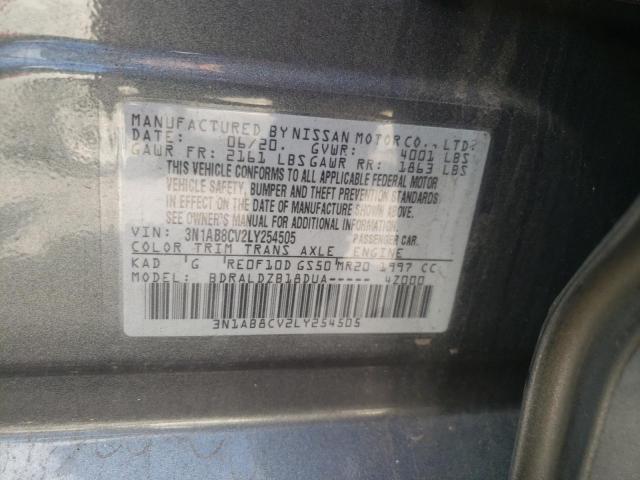 MANUFACTURED BY NISSAN MOTOR CO., LTD.
DATE: 06/20. GVWR: 4001 LBS
GAWR FR: 2161 LBS GAWR RR: 1863 LBS
THIS VEHICLE CONFORMS TO ALL APPLICABLE FEDERAL MOTOR
VEHICLE SAFETY, BUMPER AND THEFT PREVENTION STANDARDS
IN EFFECT ON THE DATE OF MANUFACTURE SHOWN ABOVE.
SEE OWNER'S MANUAL FOR ADDITIONAL INFORMATION.
VIN: 3N1AB8CV2LY254505 PASSENGER CAR.
COLOR TRIM TRANS AXLE ENGINE
KAD 'G RE0F10D GS50 MR20 1997 CC
MODEL: BDRALDZB18DUA----- 4Z000
3N1AB8CV2LY254505